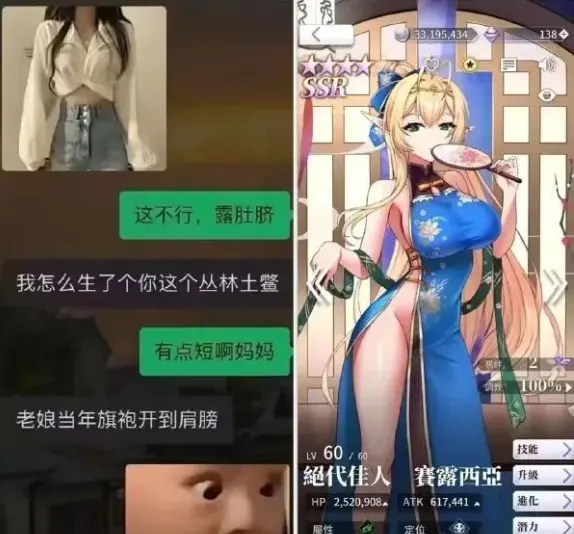 这不行，露肚脐
我怎么生了个你这个丛林土鳖
有点短啊妈妈
老娘当年旗袍开到肩膀
33,195,434
138
SSR
2
100%
LV 60 / 60
絕代佳人 賽露西亞
HP 2,520,908 ATK 617,441
屬性 定位
技能
升級
進化
潛力